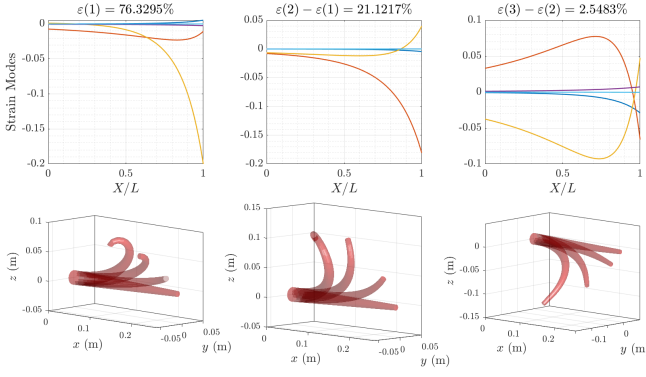 ε(1) = 76.3295%
ε(2) − ε(1) = 21.1217%
ε(3) − ε(2) = 2.5483%
Strain Modes
0
-0.05
-0.1
-0.15
-0.2
0.05
0
-0.05
-0.1
-0.15
-0.2
0.1
0.05
0
-0.05
-0.1
0 0.5 1
0 0.5 1
0 0.5 1
X/L
X/L
X/L
z (m)
0.1
0.05
0
-0.05
0 0.1 0.2
x (m)
-0.05 0 0.05
y (m)
z (m)
0.15
0.1
0.05
0
-0.05
0 0.1 0.2
x (m)
-0.05 0 0.05
y (m)
z (m)
0
-0.05
-0.1
-0.15
0 0.1 0.2
x (m)
-0.1 0
y (m)